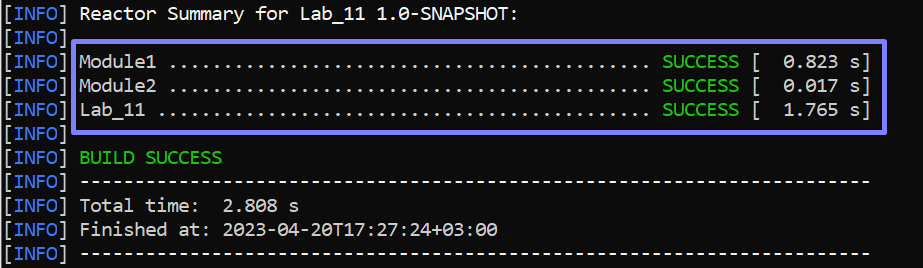 [INFO] Reactor Summary for Lab_11 1.0-SNAPSHOT:
[INFO]
[INFO] Module1 ............................................. SUCCESS [  0.823 s]
[INFO] Module2 ............................................. SUCCESS [  0.017 s]
[INFO] Lab_11 .............................................. SUCCESS [  1.765 s]
[INFO]
[INFO] BUILD SUCCESS
[INFO] ------------------------------------------------------------------------
[INFO] Total time:  2.808 s
[INFO] Finished at: 2023-04-20T17:27:24+03:00
[INFO] ------------------------------------------------------------------------